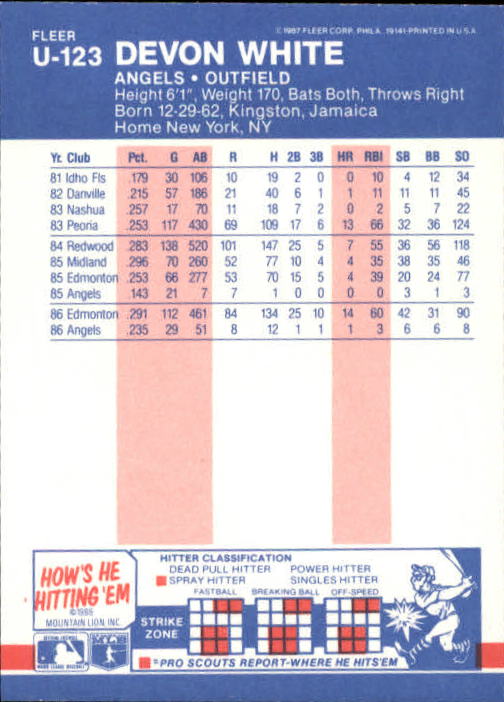 FLEER
© 1987 FLEER CORP. PHILA. 19141-PRINTED IN U.S.A.
U-123 DEVON WHITE
ANGELS • OUTFIELD
Height 6'1", Weight 170, Bats Both, Throws Right
Born 12-29-62, Kingston, Jamaica
Home New York, NY
Yr. Club Pct. G AB R H 2B 3B HR RBI SB BB SO
81 Idho Fls .179 30 106 10 19 2 0 0 10 4 12 34
82 Danville .215 57 186 21 40 6 1 1 11 11 11 45
83 Nashua .257 17 70 11 18 7 2 0 2 5 7 22
83 Peoria .253 117 430 69 109 17 6 13 66 32 36 124
84 Redwood .283 138 520 101 147 25 5 7 55 36 56 118
85 Midland .296 70 260 52 77 10 4 4 35 38 35 46
85 Edmonton .253 66 277 53 70 15 5 4 39 20 24 77
85 Angels .143 21 7 7 1 0 0 0 0 3 1 3
86 Edmonton .291 112 461 84 134 25 10 14 60 42 31 90
86 Angels .235 29 51 8 12 1 1 1 3 6 6 8
HOW'S HE
HITTING 'EM
©1986
MOUNTAIN LION, INC
HITTER CLASSIFICATION
DEAD PULL HITTER POWER HITTER
SPRAY HITTER SINGLES HITTER
FASTBALL BREAKING BALL OFF-SPEED
STRIKE
ZONE
=PRO SCOUTS REPORT-WHERE HE HITS'EM